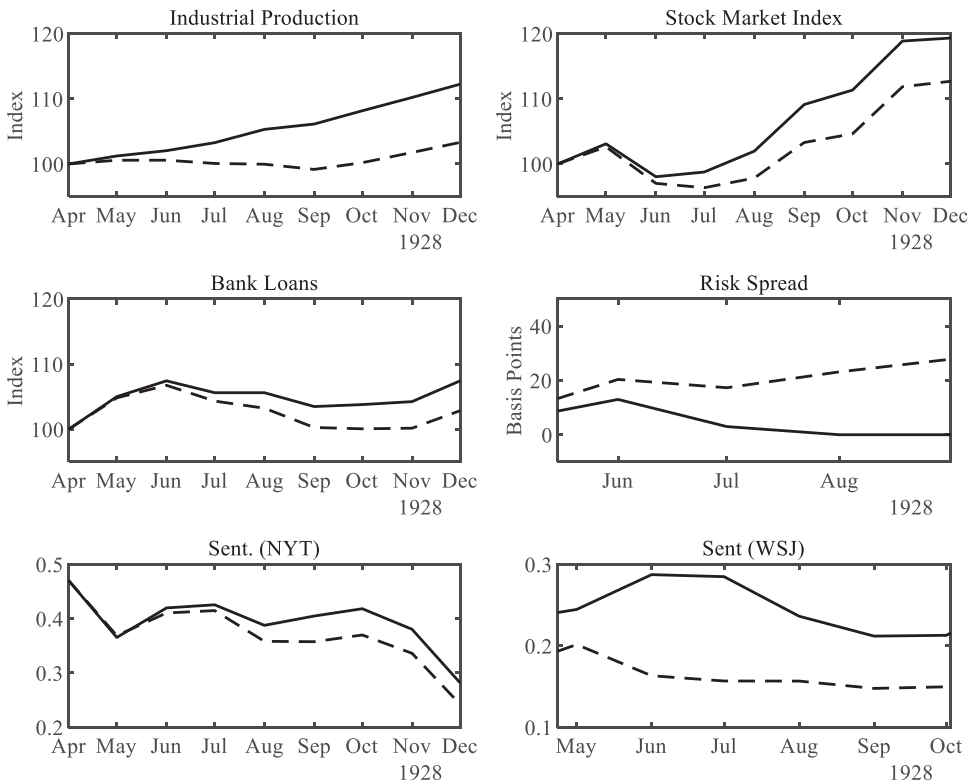 Industrial Production
120
110
100
Index
Apr May Jun Jul Aug Sep Oct Nov Dec
1928
Stock Market Index
120
110
100
Index
Apr May Jun Jul Aug Sep Oct Nov Dec
1928
Bank Loans
120
110
100
Index
Apr May Jun Jul Aug Sep Oct Nov Dec
1928
Risk Spread
40
20
0
Basis Points
Jun Jul Aug
1928
Sent. (NYT)
0.5
0.4
0.3
0.2
Apr May Jun Jul Aug Sep Oct Nov Dec
1928
Sent (WSJ)
0.3
0.2
0.1
May Jun Jul Aug Sep Oct
1928